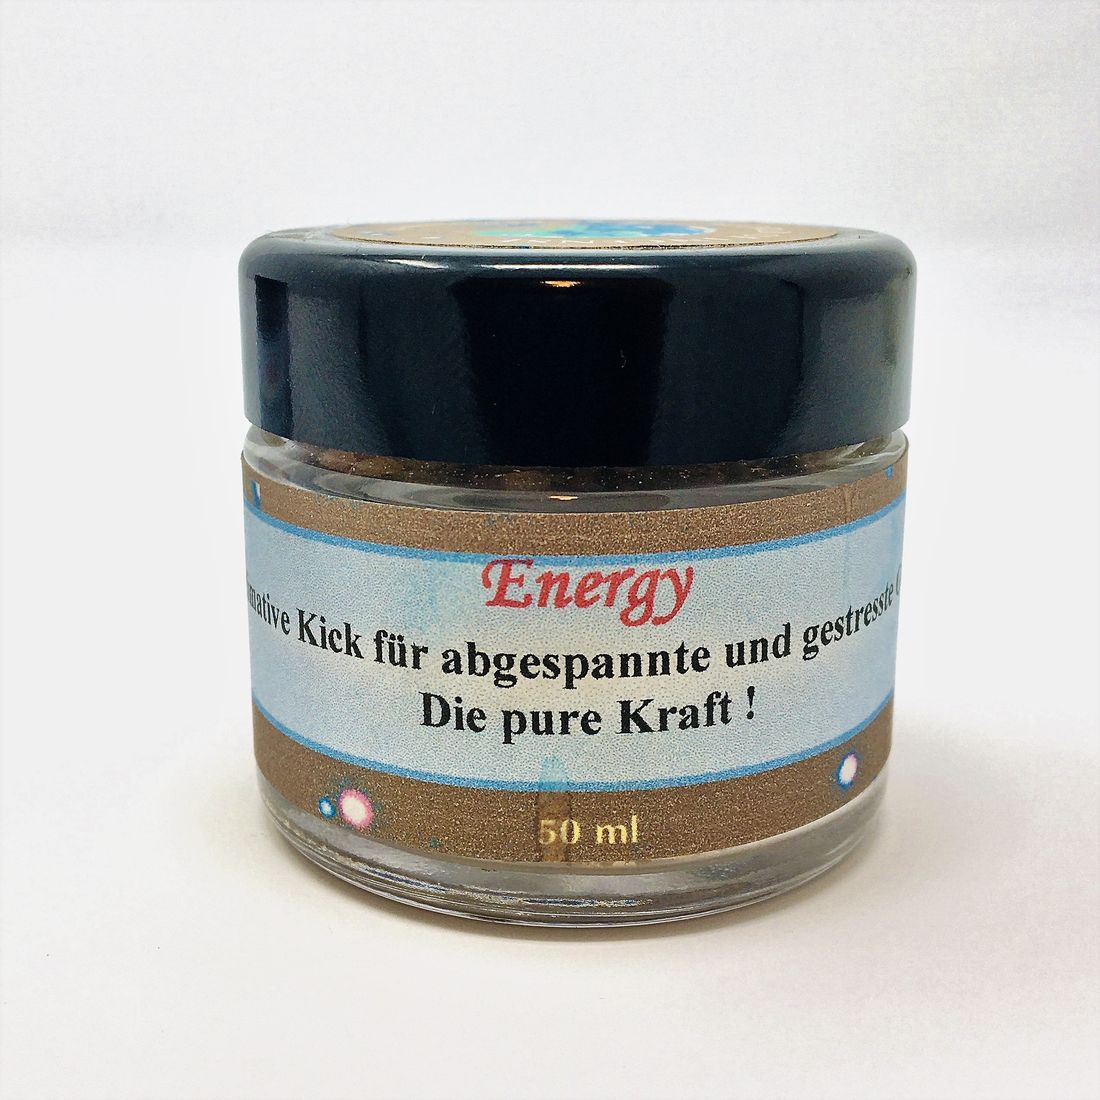 Energy
Kick für abgespannte und gestresste
Die pure Kraft !
50 ml